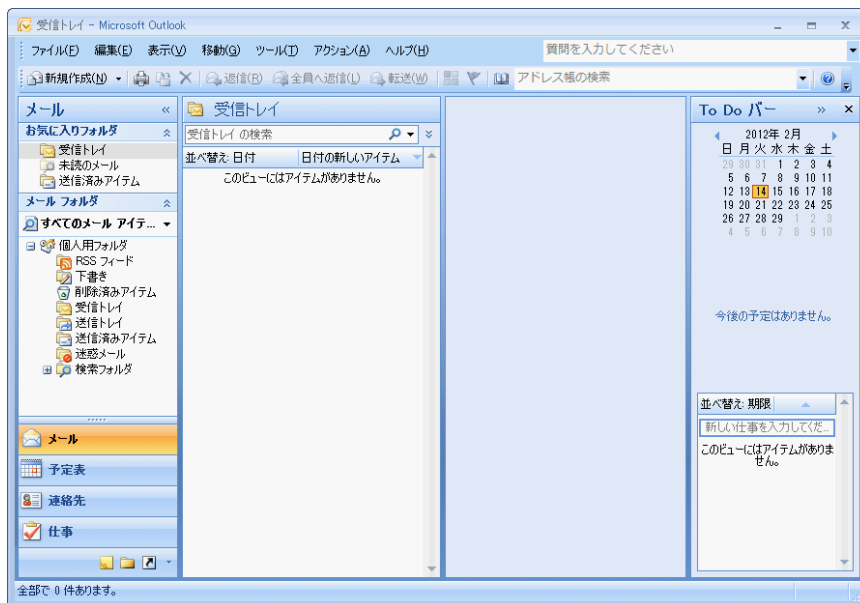 受信トレイ - Microsoft Outlook
ファイル(F) 編集(E) 表示(V) 移動(G) ツール(T) アクション(A) ヘルプ(H) 質問を入力してください
新規作成(N) 返信(R) 全員へ返信(L) 転送(W) アドレス帳の検索
メール
お気に入りフォルダ
受信トレイ
未読のメール
送信済みアイテム
メール フォルダ
すべてのメール アイテ...
個人用フォルダ
RSS フィード
下書き
削除済みアイテム
受信トレイ
送信トレイ
送信済みアイテム
迷惑メール
検索フォルダ
メール
予定表
連絡先
仕事
受信トレイ
受信トレイ の検索
並べ替え: 日付 日付の新しいアイテム
このビューにはアイテムがありません。
To Do バー
2012年 2月
日 月 火 水 木 金 土
29 30 31 1 2 3 4
5 6 7 8 9 10 11
12 13 14 15 16 17 18
19 20 21 22 23 24 25
26 27 28 29 1 2 3
4 5 6 7 8 9 10
今後の予定はありません。
並べ替え: 期限
新しい仕事を入力してくだ...
このビューにはアイテムがありま
せん。
全部で 0 件あります。